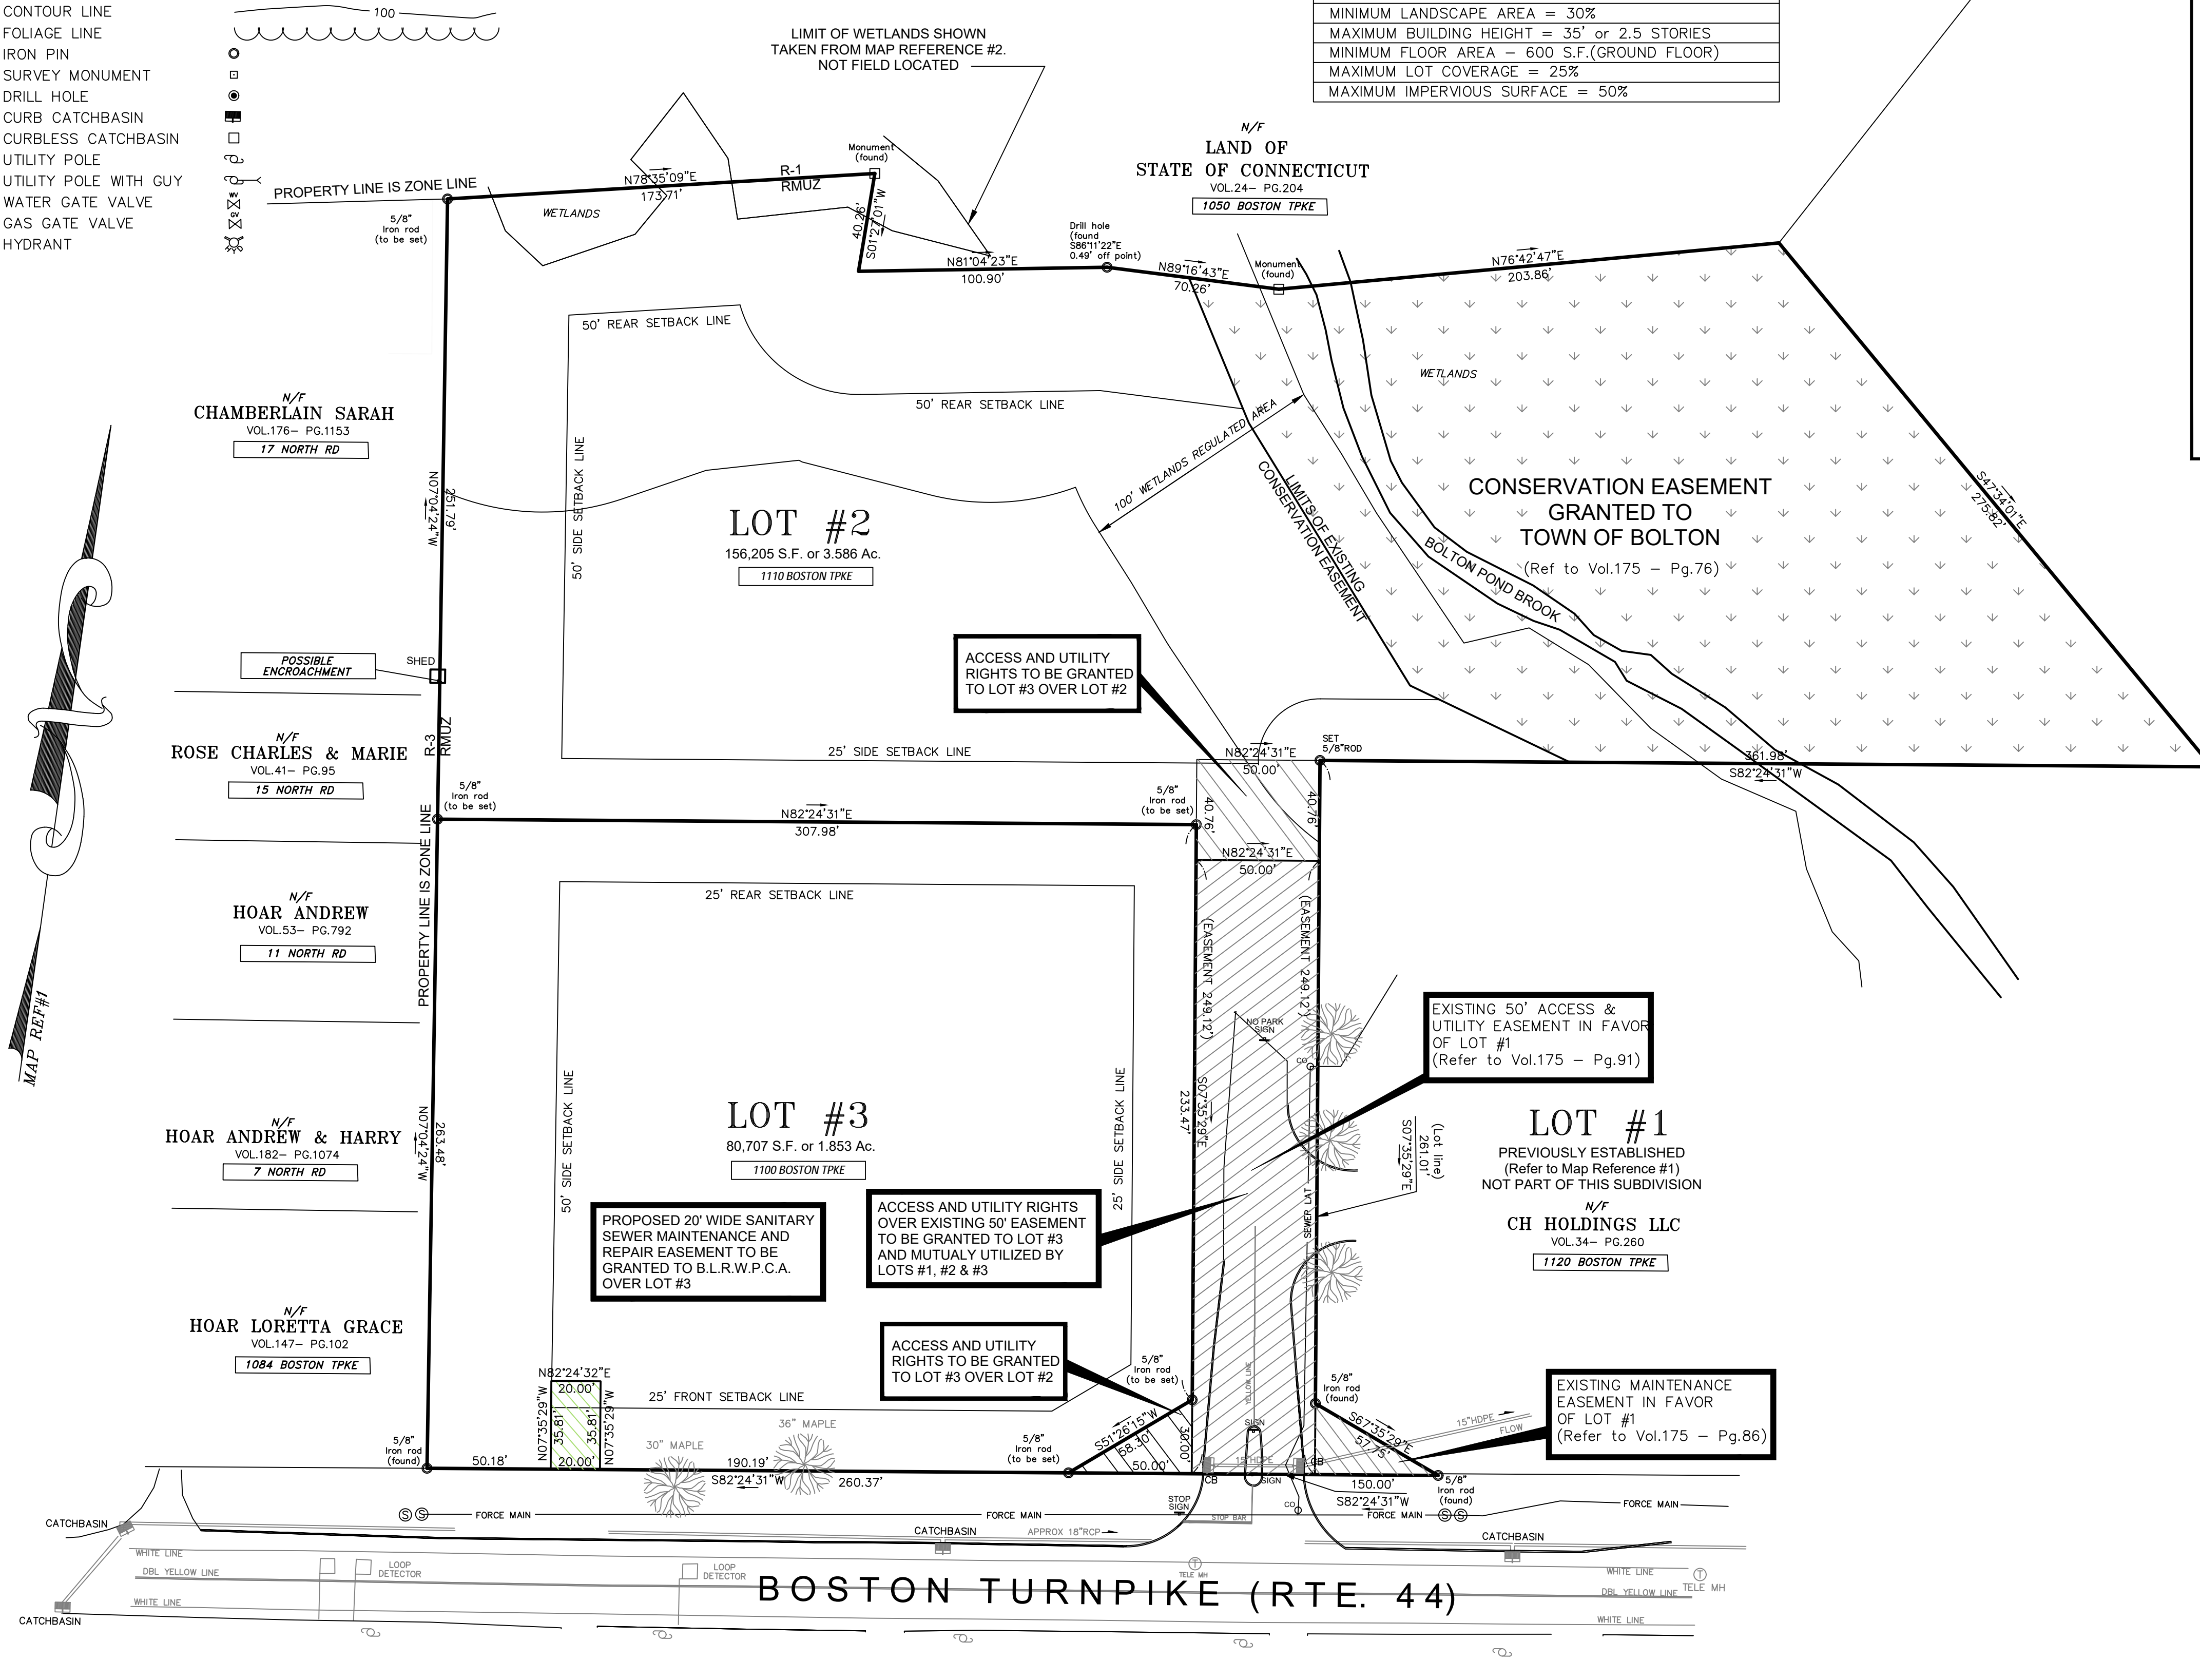 CONTOUR LINE
100
FOLIAGE LINE
IRON PIN
SURVEY MONUMENT
DRILL HOLE
CURB CATCHBASIN
CURBLESS CATCHBASIN
UTILITY POLE
UTILITY POLE WITH GUY
WATER GATE VALVE
WV
GAS GATE VALVE
GV
HYDRANT
MINIMUM LANDSCAPE AREA = 30%
MAXIMUM BUILDING HEIGHT = 35' or 2.5 STORIES
MINIMUM FLOOR AREA – 600 S.F.(GROUND FLOOR)
MAXIMUM LOT COVERAGE = 25%
MAXIMUM IMPERVIOUS SURFACE = 50%
LIMIT OF WETLANDS SHOWN
TAKEN FROM MAP REFERENCE #2.
NOT FIELD LOCATED
N/F
LAND OF
STATE OF CONNECTICUT
VOL.24– PG.204
1050 BOSTON TPKE
PROPERTY LINE IS ZONE LINE
N78°35'09"E
173.71'
R-1
RMUZ
Monument
(found)
5/8"
Iron rod
(to be set)
WETLANDS
40.26'
S01°27'01"W
N81°04'23"E
100.90'
Drill hole
(found
S86°11'22"E
0.49' off point)
N89°16'43"E
70.26'
Monument
(found)
N76°42'47"E
203.86'
50' REAR SETBACK LINE
50' REAR SETBACK LINE
WETLANDS
N/F
CHAMBERLAIN SARAH
VOL.176– PG.1153
17 NORTH RD
N07°04'24"W
251.79'
50' SIDE SETBACK LINE
LOT #2
156,205 S.F. or 3.586 Ac.
1110 BOSTON TPKE
100' WETLANDS REGULATED AREA
LIMITS OF EXISTING
CONSERVATION EASEMENT
CONSERVATION EASEMENT
GRANTED TO
TOWN OF BOLTON
(Ref to Vol.175 – Pg.76)
BOLTON POND BROOK
S47°34'01"E
275.82'
POSSIBLE
ENCROACHMENT
SHED
ACCESS AND UTILITY
RIGHTS TO BE GRANTED
TO LOT #3 OVER LOT #2
N/F
ROSE CHARLES & MARIE
VOL.41– PG.95
15 NORTH RD
R-3
RMUZ
25' SIDE SETBACK LINE
N82°24'31"E
50.00'
SET
5/8"ROD
361.98'
S82°24'31"W
5/8"
Iron rod
(to be set)
N82°24'31"E
307.98'
5/8"
Iron rod
(to be set)
40.76'
40.76'
N82°24'31"E
50.00'
PROPERTY LINE IS ZONE LINE
N/F
HOAR ANDREW
VOL.53– PG.792
11 NORTH RD
25' REAR SETBACK LINE
(EASEMENT 249.12')
(EASEMENT 249.12')
MAP REF#1
NO PARK
SIGN
CO
EXISTING 50' ACCESS &
UTILITY EASEMENT IN FAVOR
OF LOT #1
(Refer to Vol.175 – Pg.91)
N/F
HOAR ANDREW & HARRY
VOL.182– PG.1074
7 NORTH RD
N07°04'24"W
263.48'
50' SIDE SETBACK LINE
LOT #3
80,707 S.F. or 1.853 Ac.
1100 BOSTON TPKE
25' SIDE SETBACK LINE
233.47'
S07°35'29"E
SEWER LAT
(Lot line)
261.01'
S07°35'29"E
LOT #1
PREVIOUSLY ESTABLISHED
(Refer to Map Reference #1)
NOT PART OF THIS SUBDIVISION
N/F
CH HOLDINGS LLC
VOL.34– PG.260
1120 BOSTON TPKE
PROPOSED 20' WIDE SANITARY
SEWER MAINTENANCE AND
REPAIR EASEMENT TO BE
GRANTED TO B.L.R.W.P.C.A.
OVER LOT #3
ACCESS AND UTILITY RIGHTS
OVER EXISTING 50' EASEMENT
TO BE GRANTED TO LOT #3
AND MUTUALY UTILIZED BY
LOTS #1, #2 & #3
N/F
HOAR LORETTA GRACE
VOL.147– PG.102
1084 BOSTON TPKE
ACCESS AND UTILITY
RIGHTS TO BE GRANTED
TO LOT #3 OVER LOT #2
N82°24'32"E
20.00'
N07°35'29"W
35.81'
35.81'
N07°35'29"W
20.00'
25' FRONT SETBACK LINE
36" MAPLE
30" MAPLE
5/8"
Iron rod
(to be set)
YELLOW LINE
5/8"
Iron rod
(found)
EXISTING MAINTENANCE
EASEMENT IN FAVOR
OF LOT #1
(Refer to Vol.175 – Pg.86)
5/8"
Iron rod
(found)
50.18'
190.19'
S82°24'31"W
260.37'
5/8"
Iron rod
(to be set)
S51°26'15"W
58.30'
50.00'
30.00'
SIGN
15"HDPE
CB
CB
SIGN
S67°35'29"E
57.75'
15"HDPE
FLOW
150.00'
S82°24'31"W
5/8"
Iron rod
(found)
S S
FORCE MAIN
FORCE MAIN
STOP
SIGN
STOP BAR
CO
FORCE MAIN
S S
FORCE MAIN
CATCHBASIN
CATCHBASIN
APPROX 18"RCP
CATCHBASIN
WHITE LINE
DBL YELLOW LINE
WHITE LINE
LOOP
DETECTOR
LOOP
DETECTOR
T
TELE MH
BOSTON TURNPIKE (RTE. 44)
WHITE LINE
DBL YELLOW LINE
T
TELE MH
WHITE LINE
CATCHBASIN